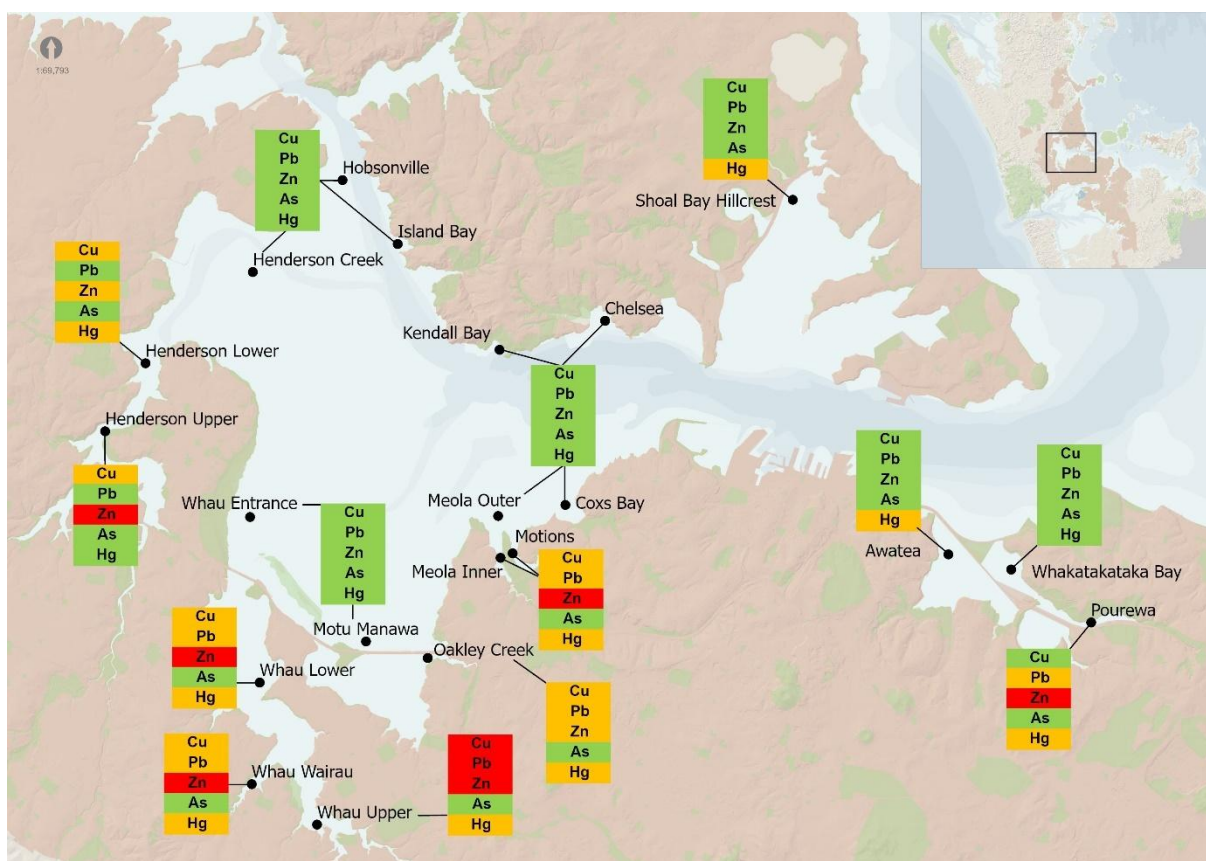 1:69,793
Cu
Pb
Zn
As
Hg
Shoal Bay Hillcrest
Cu
Pb
Zn
As
Hg
Hobsonville
Island Bay
Henderson Creek
Cu
Pb
Zn
As
Hg
Henderson Lower
Chelsea
Kendall Bay
Cu
Pb
Zn
As
Hg
Meola Outer
Coxs Bay
Henderson Upper
Cu
Pb
Zn
As
Hg
Whau Entrance
Cu
Pb
Zn
As
Hg
Motu Manawa
Motions
Meola Inner
Cu
Pb
Zn
As
Hg
Cu
Pb
Zn
As
Hg
Awatea
Cu
Pb
Zn
As
Hg
Whakatakataka Bay
Pourewa
Cu
Pb
Zn
As
Hg
Cu
Pb
Zn
As
Hg
Whau Lower
Oakley Creek
Cu
Pb
Zn
As
Hg
Cu
Pb
Zn
As
Hg
Whau Wairau
Whau Upper
Cu
Pb
Zn
As
Hg